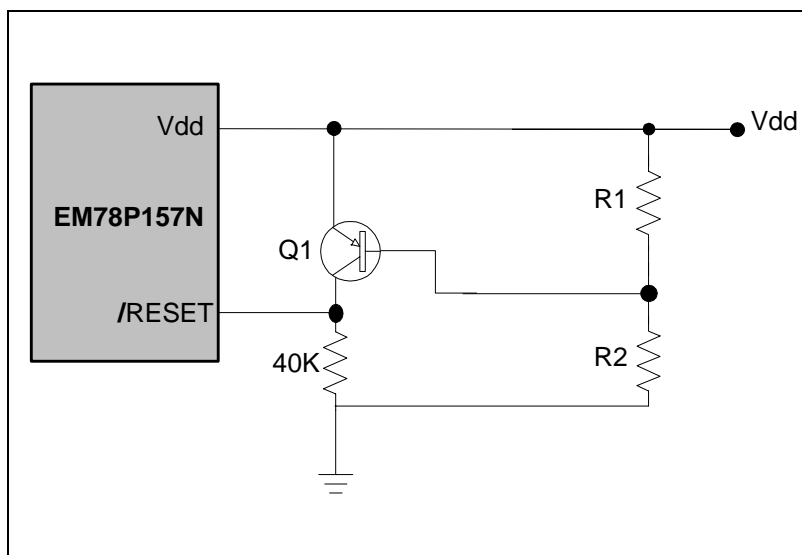 Vdd
Vdd
R1
EM78P157N
Q1
/RESET
40K
R2